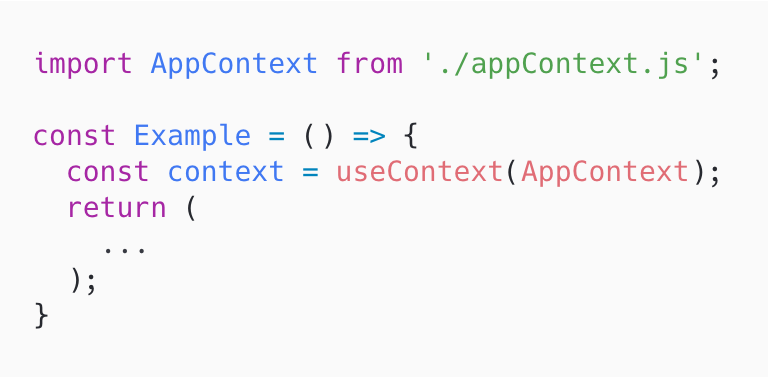 import AppContext from './appContext.js';
const Example = () => {
  const context = useContext(AppContext);
  return (
    ...
  );
}